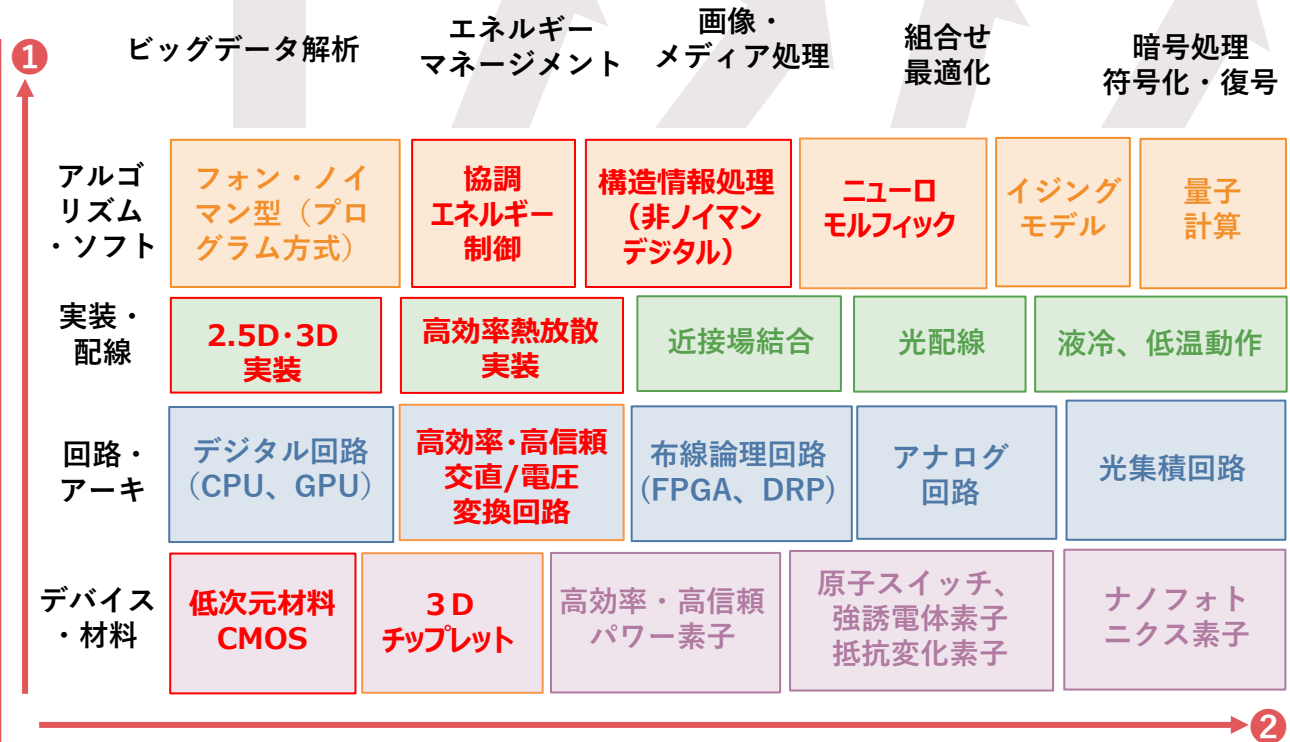 ❶
ビッグデータ解析
エネルギー
マネージメント
画像・
メディア処理
組合せ
最適化
暗号処理
符号化・復号
アルゴ
リズム
・ソフト
フォン・ノイ
マン型（プロ
グラム方式）
協調
エネルギー
制御
構造情報処理
（非ノイマン
デジタル）
ニューロ
モルフィック
イジング
モデル
量子
計算
実装・
配線
2.5D・3D
実装
高効率熱放散
実装
近接場結合
光配線
液冷、低温動作
回路・
アーキ
デジタル回路
（CPU、GPU）
高効率・高信頼
交直/電圧
変換回路
布線論理回路
(FPGA、DRP)
アナログ
回路
光集積回路
デバイス
・材料
低次元材料
CMOS
３Ｄ
チップレット
高効率・高信頼
パワー素子
原子スイッチ、
強誘電体素子
抵抗変化素子
ナノフォト
ニクス素子
❷